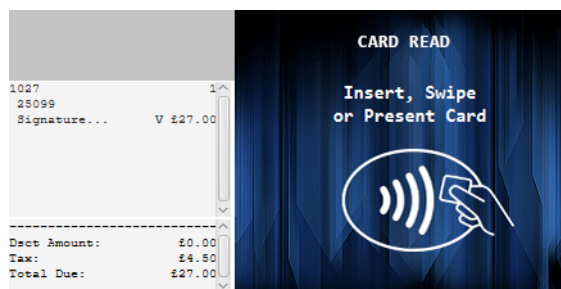 1027 1
25099
Signature... V £27.00
--------------------------
Dsct Amount: £0.00
Tax: £4.50
Total Due: £27.00
CARD READ
Insert, Swipe
or Present Card